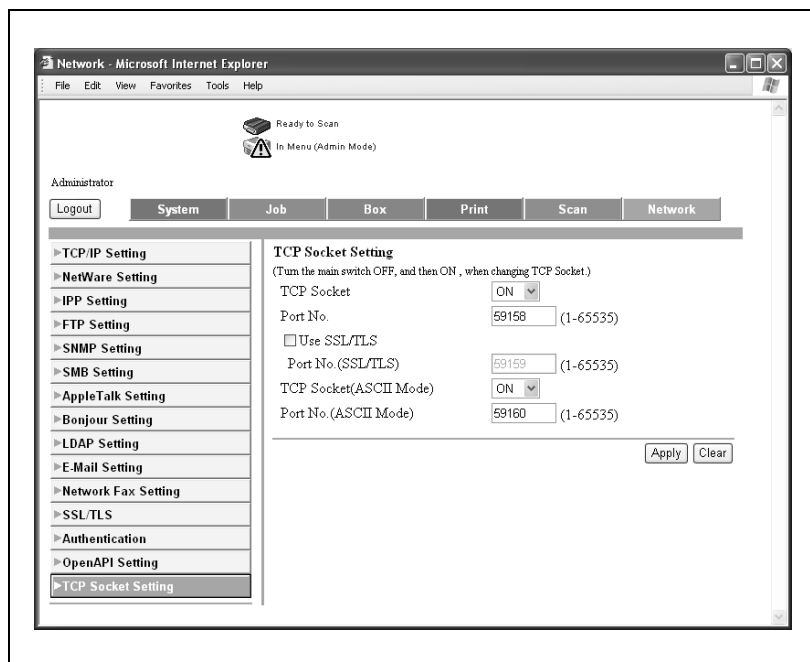 Network - Microsoft Internet Explorer
File Edit View Favorites Tools Help
Ready to Scan
In Menu (Admin Mode)
Administrator
Logout System Job Box Print Scan Network
TCP/IP Setting
NetWare Setting
IPP Setting
FTP Setting
SNMP Setting
SMB Setting
AppleTalk Setting
Bonjour Setting
LDAP Setting
E-Mail Setting
Network Fax Setting
SSL/TLS
Authentication
OpenAPI Setting
TCP Socket Setting
TCP Socket Setting
(Turn the main switch OFF, and then ON , when changing TCP Socket.)
TCP Socket ON
Port No. 59158 (1-65535)
Use SSL/TLS
Port No.(SSL/TLS) 59159 (1-65535)
TCP Socket(ASCII Mode) ON
Port No.(ASCII Mode) 59160 (1-65535)
Apply Clear